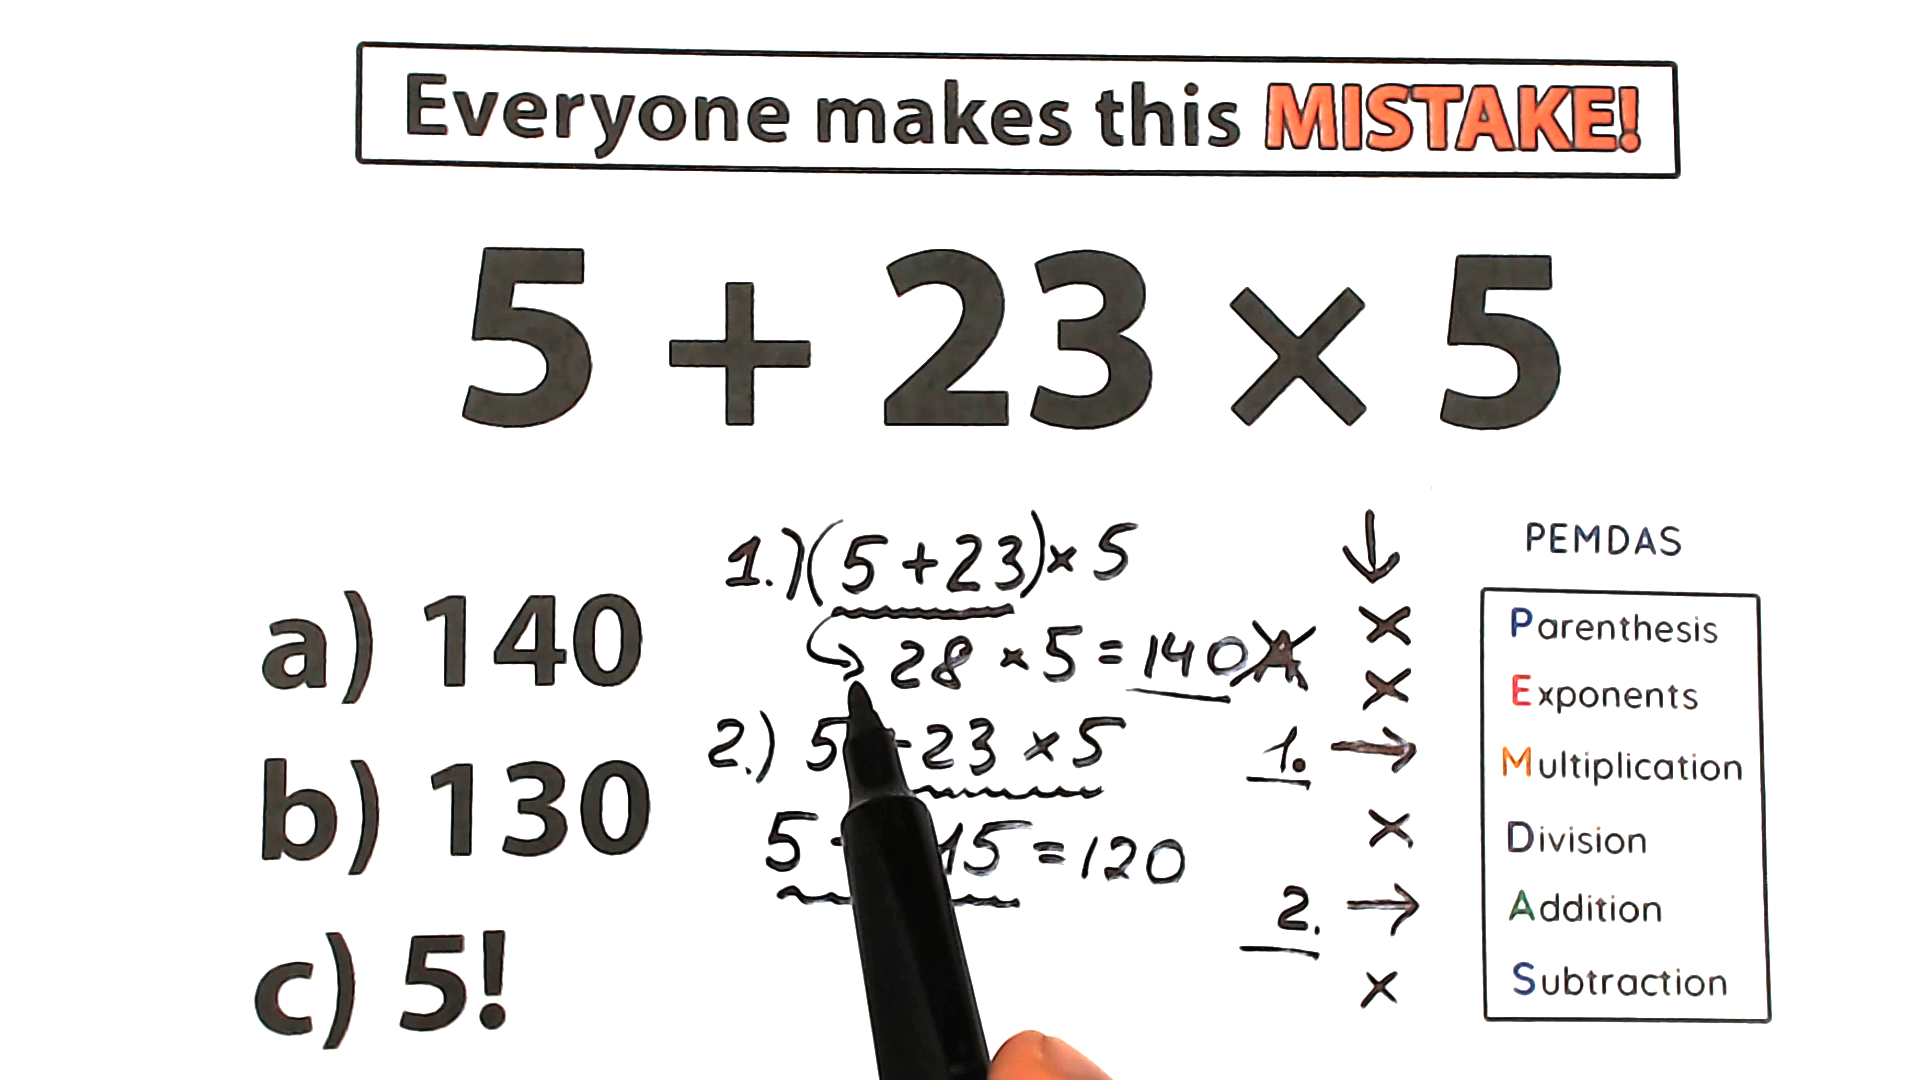 Everyone makes this MISTAKE!
5 + 23 × 5
a) 140
b) 130
c) 5!
1.) (5 + 23) × 5
28 × 5 = 140
2.) 5 + 23 × 5
5 + 115 = 120
PEMDAS
Parenthesis
Exponents
1. → Multiplication
Division
2. → Addition
Subtraction